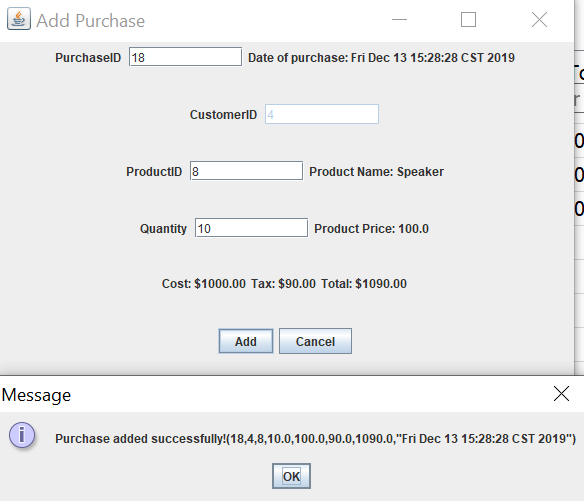 Add Purchase
PurchaseID 18 Date of purchase: Fri Dec 13 15:28:28 CST 2019
CustomerID 4
ProductID 8 Product Name: Speaker
Quantity 10 Product Price: 100.0
Cost: $1000.00 Tax: $90.00 Total: $1090.00
Add Cancel
Message
Purchase added successfully!(18,4,8,10.0,100.0,90.0,1090.0,"Fri Dec 13 15:28:28 CST 2019")
OK